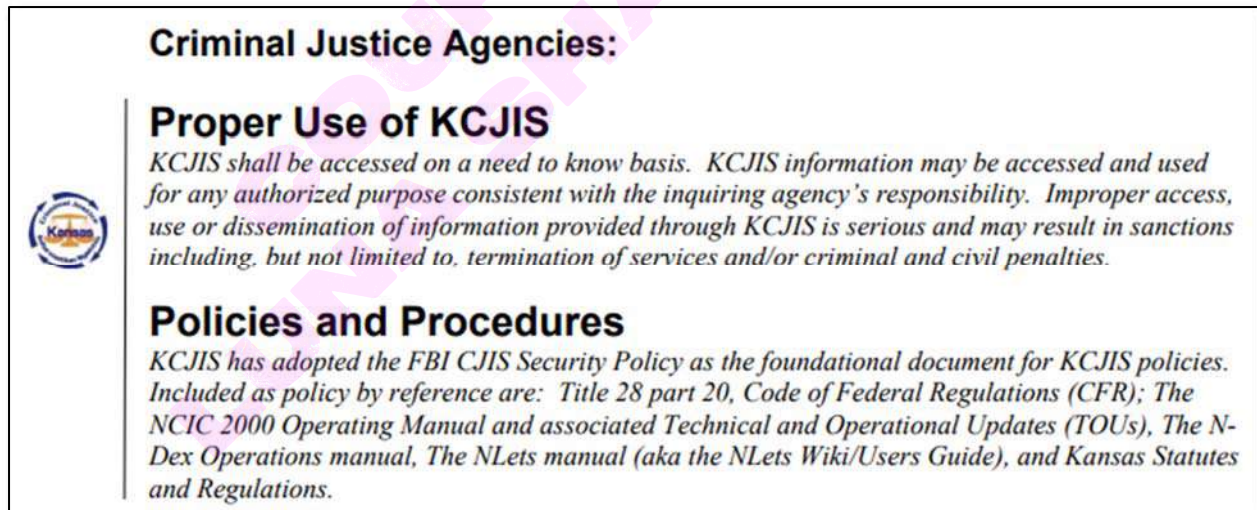 Criminal Justice Agencies:
Proper Use of KCJIS
KCJIS shall be accessed on a need to know basis. KCJIS information may be accessed and used
for any authorized purpose consistent with the inquiring agency's responsibility. Improper access,
use or dissemination of information provided through KCJIS is serious and may result in sanctions
including, but not limited to, termination of services and/or criminal and civil penalties.
Kansas
Policies and Procedures
KCJIS has adopted the FBI CJIS Security Policy as the foundational document for KCJIS policies.
Included as policy by reference are: Title 28 part 20, Code of Federal Regulations (CFR); The
NCIC 2000 Operating Manual and associated Technical and Operational Updates (TOUs), The N-
Dex Operations manual, The NLets manual (aka the NLets Wiki/Users Guide), and Kansas Statutes
and Regulations.